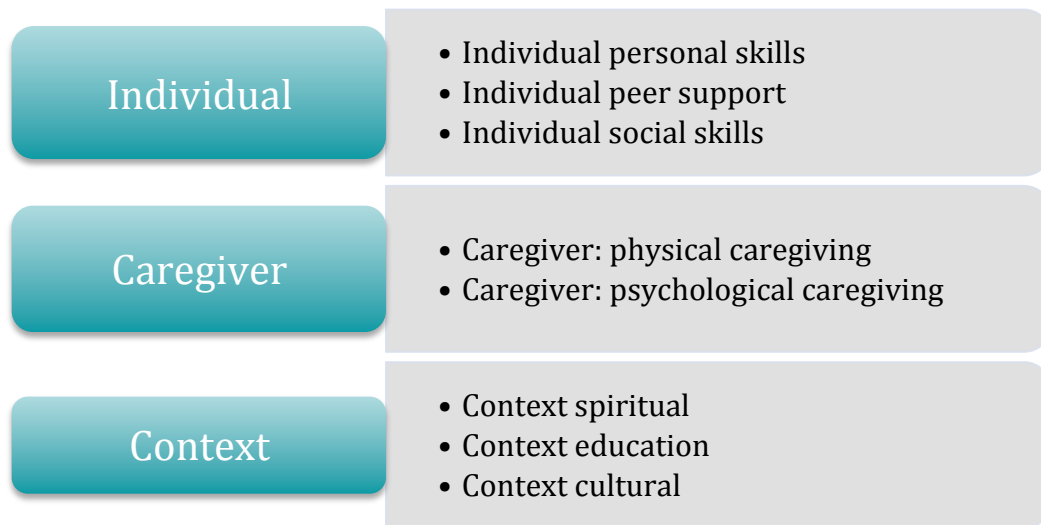 Individual
• Individual personal skills
• Individual peer support
• Individual social skills
Caregiver
• Caregiver: physical caregiving
• Caregiver: psychological caregiving
Context
• Context spiritual
• Context education
• Context cultural